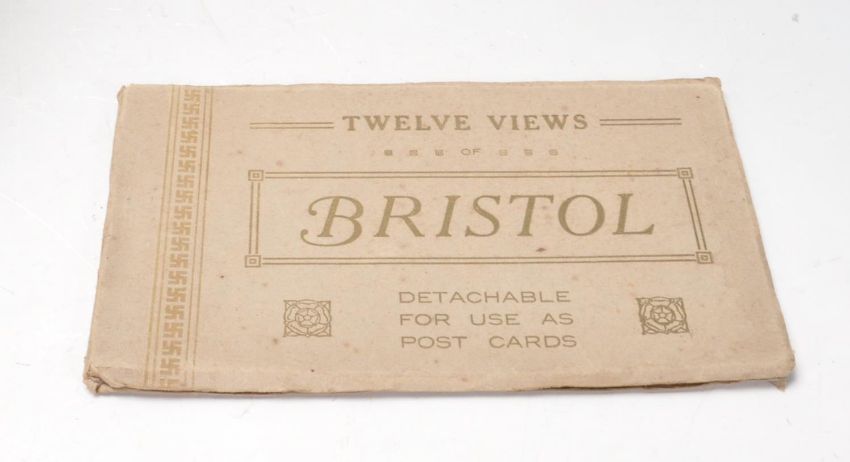 TWELVE VIEWS
OF
BRISTOL
DETACHABLE
FOR USE AS
POST CARDS